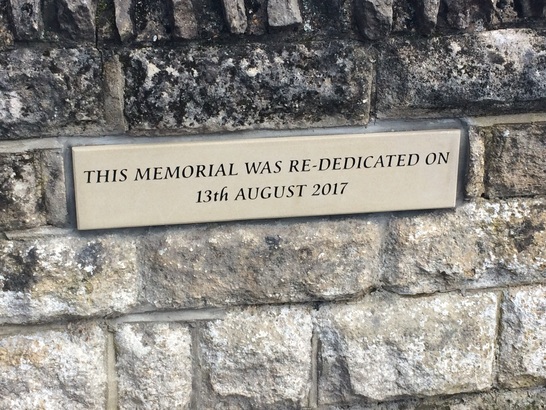 THIS MEMORIAL WAS RE-DEDICATED ON
13th AUGUST 2017